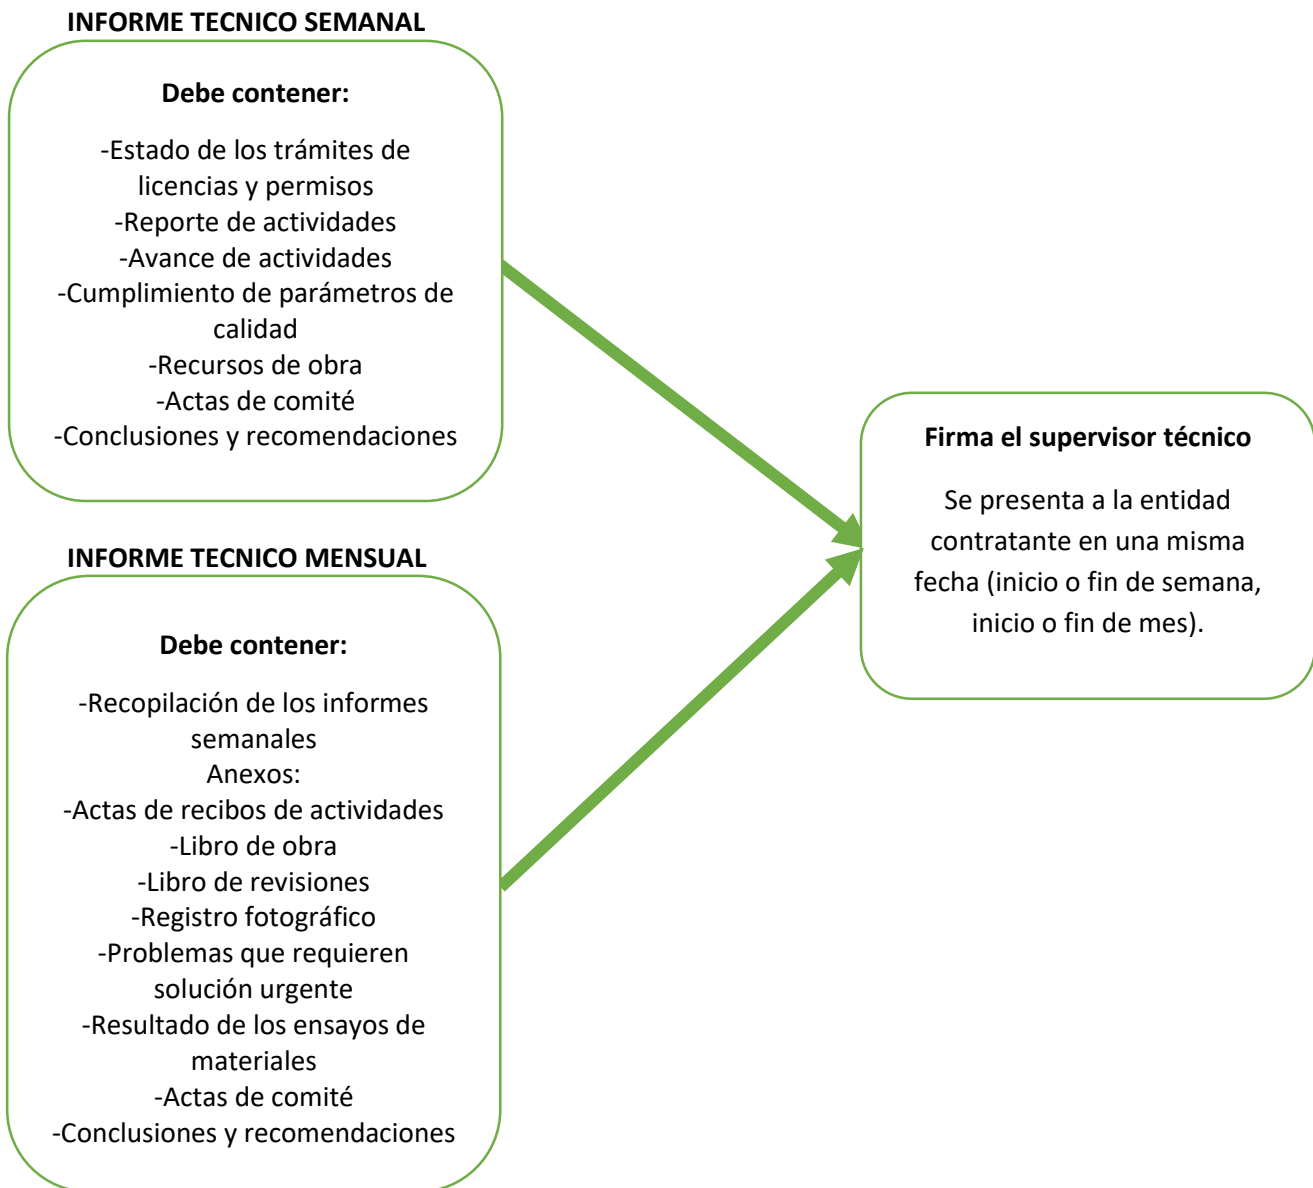 INFORME TECNICO SEMANAL
Debe contener:
-Estado de los trámites de
licencias y permisos
-Reporte de actividades
-Avance de actividades
-Cumplimiento de parámetros de
calidad
-Recursos de obra
-Actas de comité
-Conclusiones y recomendaciones
INFORME TECNICO MENSUAL
Debe contener:
-Recopilación de los informes
semanales
Anexos:
-Actas de recibos de actividades
-Libro de obra
-Libro de revisiones
-Registro fotográfico
-Problemas que requieren
solución urgente
-Resultado de los ensayos de
materiales
-Actas de comité
-Conclusiones y recomendaciones
Firma el supervisor técnico
Se presenta a la entidad
contratante en una misma
fecha (inicio o fin de semana,
inicio o fin de mes).